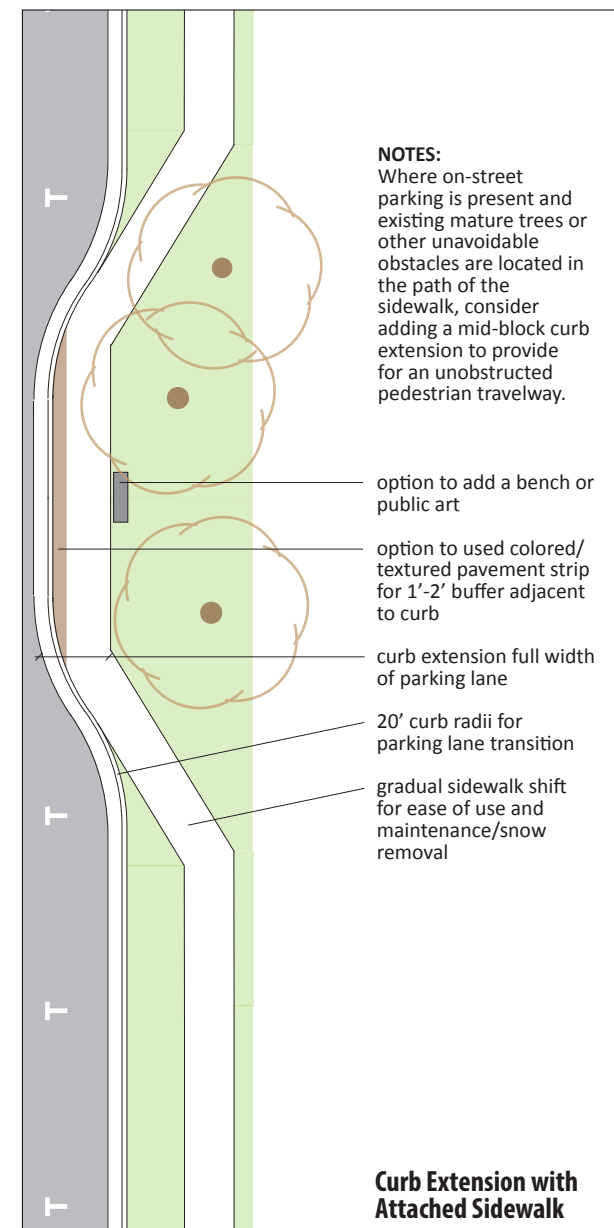 NOTES:
Where on-street
parking is present and
existing mature trees or
other unavoidable
obstacles are located in
the path of the
sidewalk, consider
adding a mid-block curb
extension to provide
for an unobstructed
pedestrian travelway.
option to add a bench or
public art
option to used colored/
textured pavement strip
for 1'-2' buffer adjacent
to curb
curb extension full width
of parking lane
20' curb radii for
parking lane transition
gradual sidewalk shift
for ease of use and
maintenance/snow
removal
Curb Extension with
Attached Sidewalk